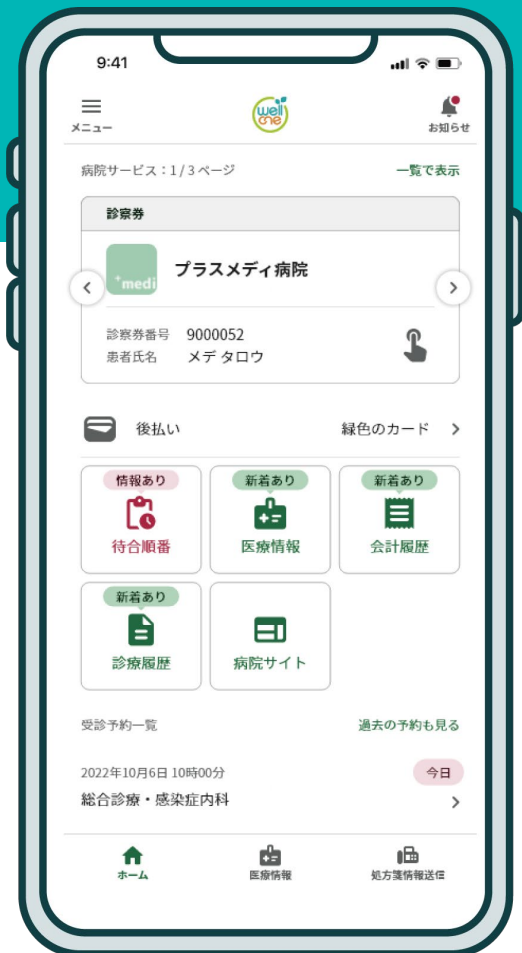 9:41
メニュー
well one
お知らせ
病院サービス：1/3ページ
一覧で表示
診察券
+medi
プラスメディ病院
診察券番号 9000052
患者氏名 メデ タロウ
後払い
緑色のカード
情報あり
新着あり
新着あり
待合順番
医療情報
会計履歴
新着あり
診療履歴
病院サイト
受診予約一覧
過去の予約も見る
2022年10月6日 10時00分
今日
総合診療・感染症内科
ホーム
医療情報
処方箋情報送信